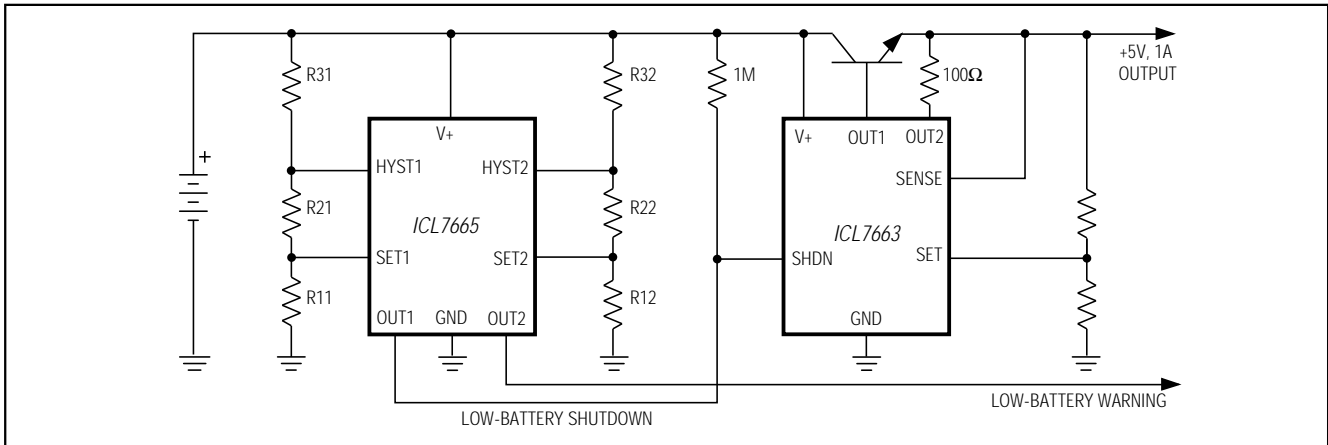 R31
R32
1M
100Ω
+5V, 1A
OUTPUT
V+
V+
OUT1
OUT2
+
HYST1
HYST2
SENSE
R21
R22
ICL7665
ICL7663
SET1
SET2
SHDN
SET
R11
R12
OUT1
GND
OUT2
GND
LOW-BATTERY WARNING
LOW-BATTERY SHUTDOWN